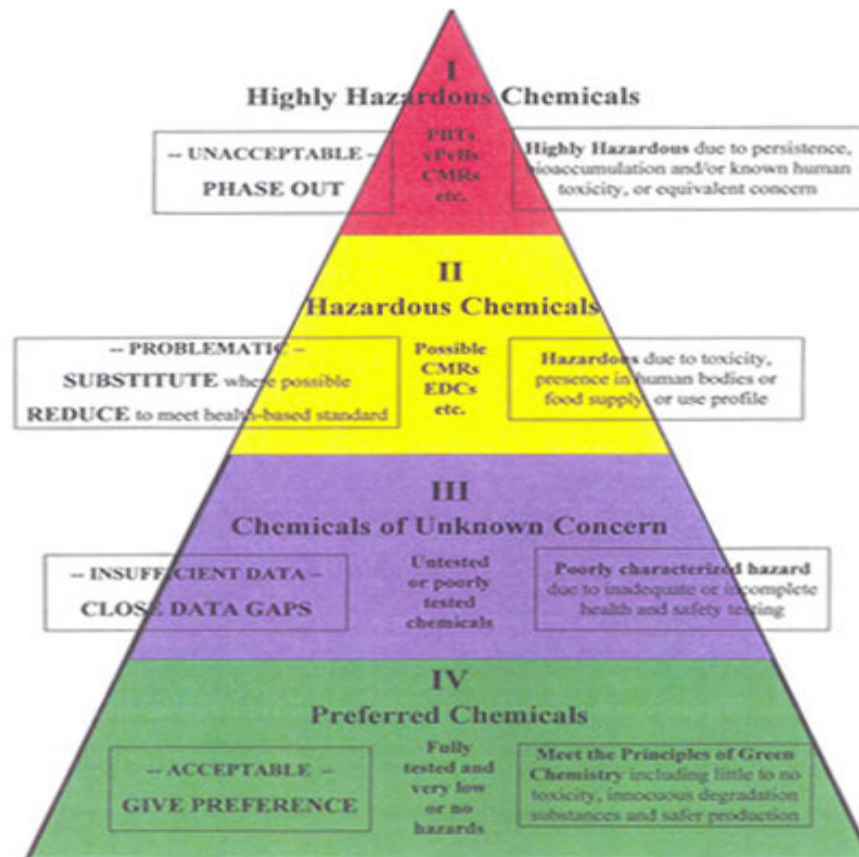 I
Highly Hazardous Chemicals
-- UNACCEPTABLE –
PHASE OUT
PBTs
vPvBs
CMRs
etc.
Highly Hazardous due to persistence,
bioaccumulation and/or known human
toxicity, or equivalent concern
II
Hazardous Chemicals
-- PROBLEMATIC –
SUBSTITUTE where possible
REDUCE to meet health-based standard
Possible
CMRs
EDCs
etc.
Hazardous due to toxicity,
presence in human bodies or
food supply, or use profile
III
Chemicals of Unknown Concern
-- INSUFFICIENT DATA –
CLOSE DATA GAPS
Untested
or poorly
tested
chemicals
Poorly characterized hazard
due to inadequate or incomplete
health and safety testing
IV
Preferred Chemicals
-- ACCEPTABLE –
GIVE PREFERENCE
Fully
tested and
very low
or no
hazards
Meet the Principles of Green
Chemistry including little to no
toxicity, innocuous degradation
substances and safer production